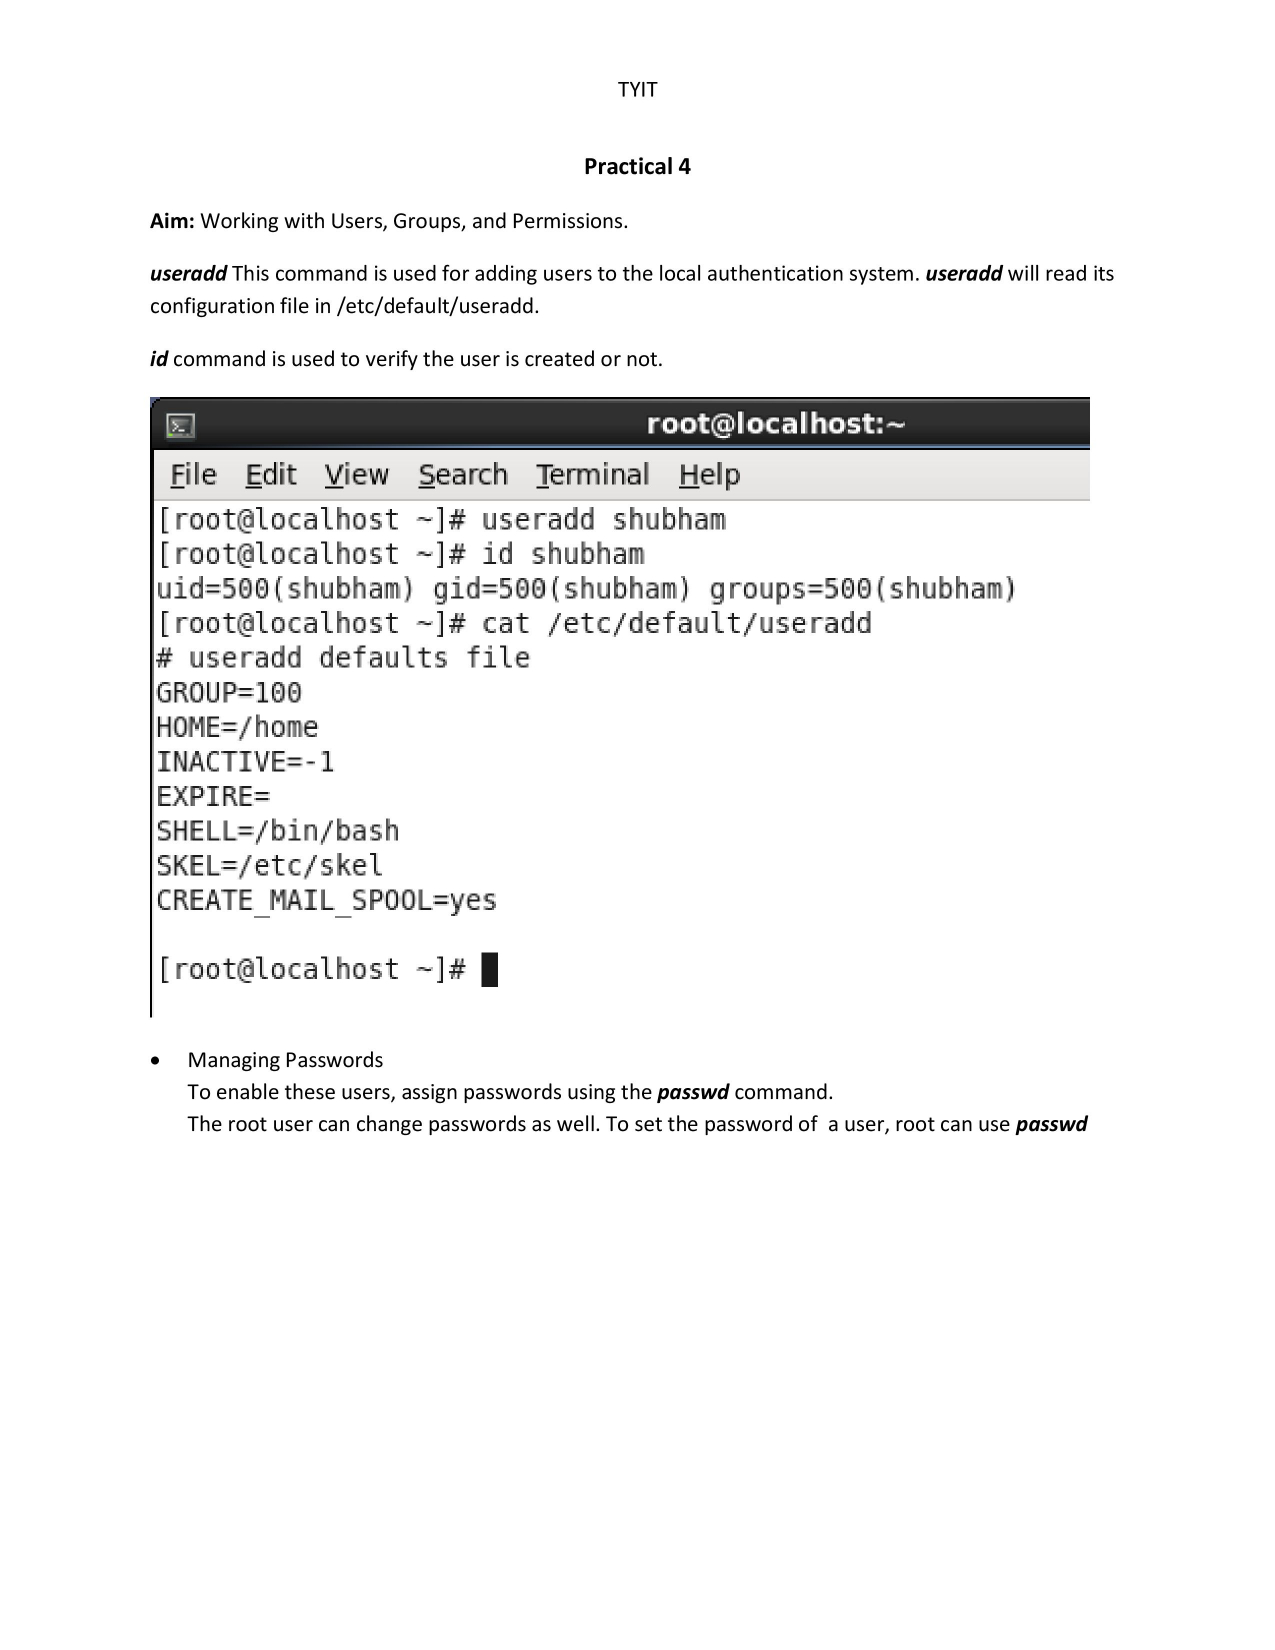 TYIT
Practical 4
Aim: Working with Users, Groups, and Permissions.
useradd This command is used for adding users to the local authentication system. useradd will read its
configuration file in /etc/default/useradd.
id command is used to verify the user is created or not.
root@localhost:~
File Edit View Search Terminal Help
[root@localhost ~]# useradd shubham
[root@localhost ~]# id shubham
uid=500(shubham) gid=500(shubham) groups=500(shubham)
[root@localhost ~]# cat /etc/default/useradd
# useradd defaults file
GROUP=100
HOME=/home
INACTIVE=-1
EXPIRE=
SHELL=/bin/bash
SKEL=/etc/skel
CREATE_MAIL_SPOOL=yes
[root@localhost ~]#
• Managing Passwords
To enable these users, assign passwords using the passwd command.
The root user can change passwords as well. To set the password of  a user, root can use passwd